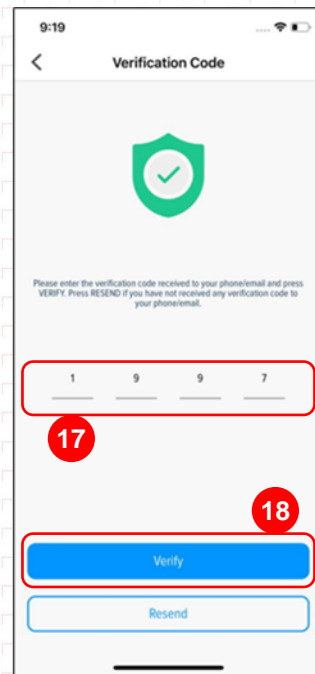 9:19
Verification Code
Please enter the verification code received to your phone/email and press
VERIFY. Press RESEND if you have not received any verification code to
your phone/email.
1 9 9 7
17
18
Verify
Resend